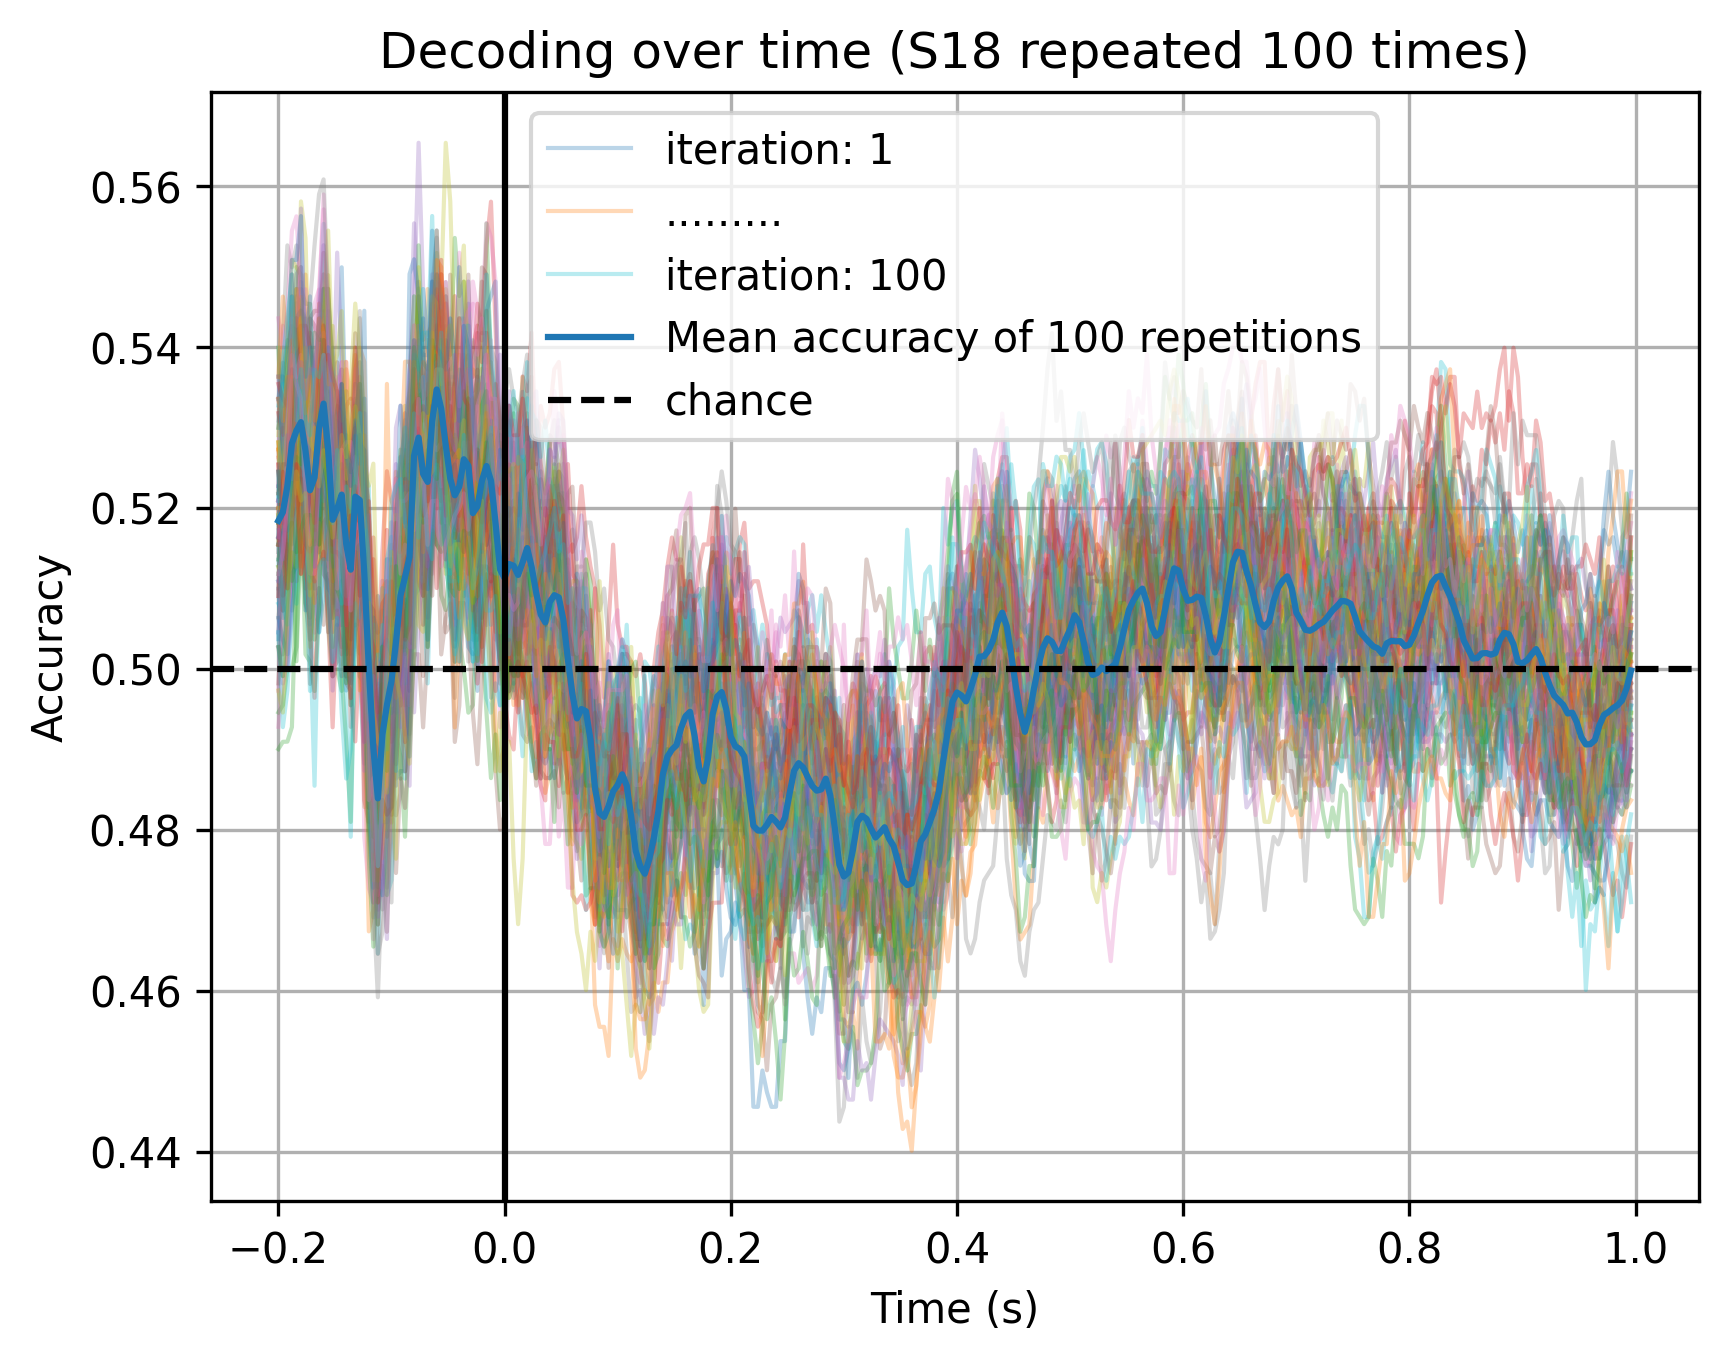 Decoding over time (S18 repeated 100 times)
iteration: 1
.........
iteration: 100
Mean accuracy of 100 repetitions
chance
0.56
0.54
0.52
0.50
0.48
0.46
0.44
Accuracy
−0.2
0.0
0.2
0.4
0.6
0.8
1.0
Time (s)